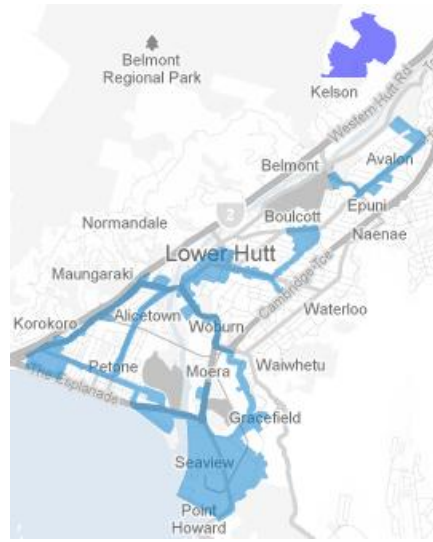 Belmont
Regional Park
Kelson
Western Hutt Rd
Belmont
Avalon
2
Boulcott
Epuni
Normandale
Naenae
Lower Hutt
Maungaraki
Cambridge Tce
Waterloo
Korokoro
Alicetown
Woburn
Petone
Moera
Waiwhetu
The Esplanade
Gracefield
Seaview
Point
Howard